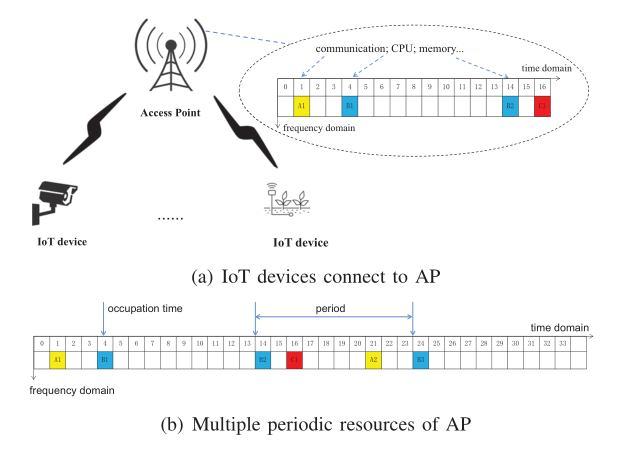 communication; CPU; memory...
time domain
0 1 2 3 4 5 6 7 8 9 10 11 12 13 14 15 16
A1 B1 B2 C1
frequency domain
Access Point
......
IoT device
IoT device
(a) IoT devices connect to AP
occupation time period
time domain
0 1 2 3 4 5 6 7 8 9 10 11 12 13 14 15 16 17 18 19 20 21 22 23 24 25 26 27 28 29 30 31 32 33
A1 B1 B2 C1 A2 B3
frequency domain
(b) Multiple periodic resources of AP